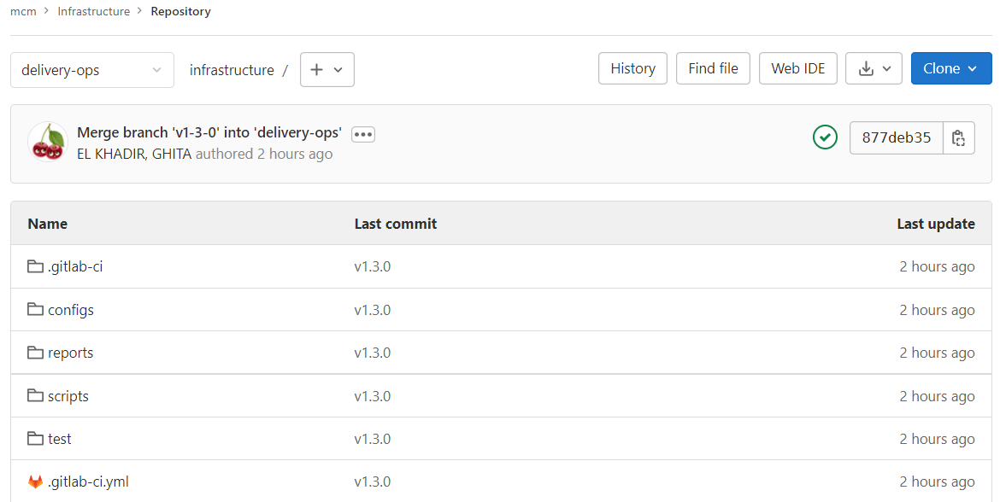 mcm > Infrastructure > Repository
delivery-ops infrastructure / + History Find file Web IDE Clone
Merge branch 'v1-3-0' into 'delivery-ops' •••
EL KHADIR, GHITA authored 2 hours ago
877deb35
Name Last commit Last update
.gitlab-ci v1.3.0 2 hours ago
configs v1.3.0 2 hours ago
reports v1.3.0 2 hours ago
scripts v1.3.0 2 hours ago
test v1.3.0 2 hours ago
.gitlab-ci.yml v1.3.0 2 hours ago